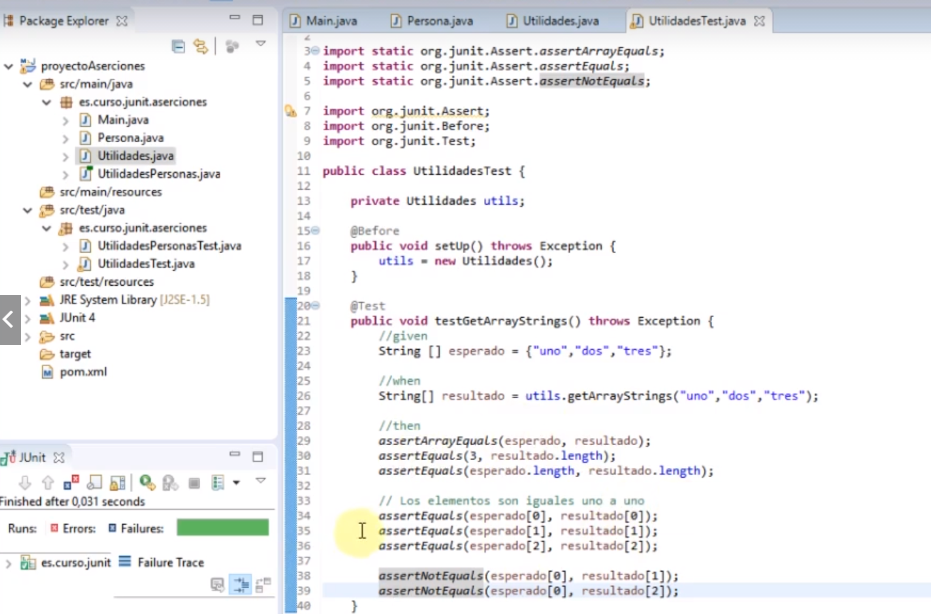 Package Explorer
proyectoAserciones
src/main/java
es.curso.junit.aserciones
Main.java
Persona.java
Utilidades.java
UtilidadesPersonas.java
src/main/resources
src/test/java
es.curso.junit.aserciones
UtilidadesPersonasTest.java
UtilidadesTest.java
src/test/resources
JRE System Library [J2SE-1.5]
JUnit 4
src
target
pom.xml
JUnit
Finished after 0,031 seconds
Runs: Errors: Failures:
es.curso.junit Failure Trace
Main.java Persona.java Utilidades.java UtilidadesTest.java
2
3 import static org.junit.Assert.assertArrayEquals;
4 import static org.junit.Assert.assertEquals;
5 import static org.junit.Assert.assertNotEquals;
6
7 import org.junit.Assert;
8 import org.junit.Before;
9 import org.junit.Test;
10
11 public class UtilidadesTest {
12
13 private Utilidades utils;
14
15 @Before
16 public void setUp() throws Exception {
17 utils = new Utilidades();
18 }
19
20 @Test
21 public void testGetArrayStrings() throws Exception {
22 //given
23 String [] esperado = {"uno","dos","tres"};
24
25 //when
26 String[] resultado = utils.getArrayStrings("uno","dos","tres");
27
28 //then
29 assertArrayEquals(esperado, resultado);
30 assertEquals(3, resultado.length);
31 assertEquals(esperado.length, resultado.length);
32
33 // Los elementos son iguales uno a uno
34 assertEquals(esperado[0], resultado[0]);
35 assertEquals(esperado[1], resultado[1]);
36 assertEquals(esperado[2], resultado[2]);
37
38 assertNotEquals(esperado[0], resultado[1]);
39 assertNotEquals(esperado[0], resultado[2]);
40 }